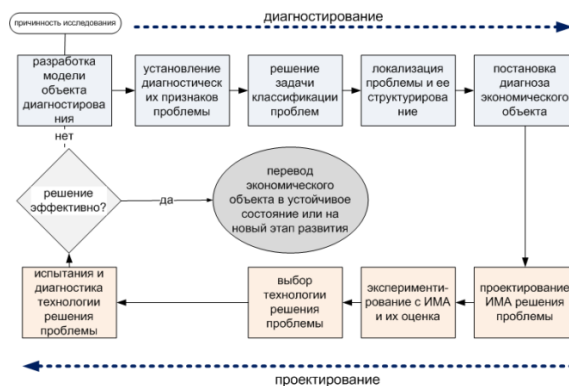 причинность исследования
диагностирование
разработка
модели
объекта
диагностирова
ния
установление
диагностическ
их признаков
проблемы
решение
задачи
классификации
проблем
локализация
проблемы и ее
структурирова
ние
постановка
диагноза
экономического
объекта
нет
решение
эффективно?
да
перевод
экономического
объекта в устойчивое
состояние или на
новый этап развития
испытания и
диагностика
технологии
решения
проблемы
выбор
технологии
решения
проблемы
эксперименти-
рование с ИМА
и их оценка
проектирование
ИМА решения
проблемы
проектирование